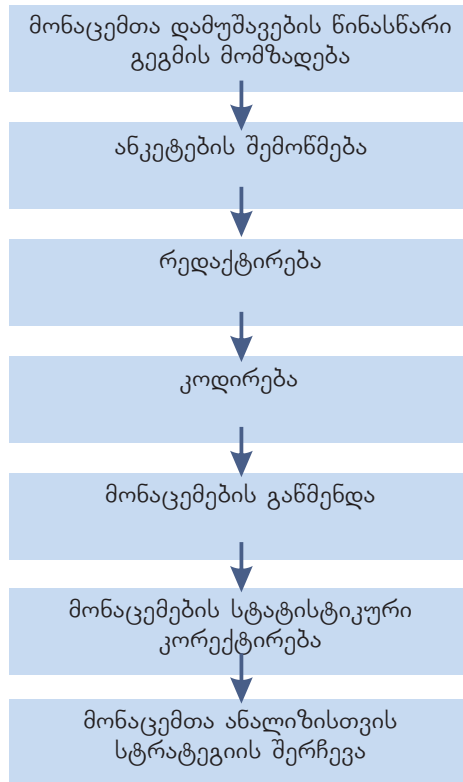 მონაცემთა დამუშავების წინასწარი
გეგმის მომზადება
ანკეტების შემოწმება
რედაქტირება
კოდირება
მონაცემების გაწმენდა
მონაცემების სტატისტიკური
კორექტირება
მონაცემთა ანალიზისთვის
სტრატეგიის შერჩევა